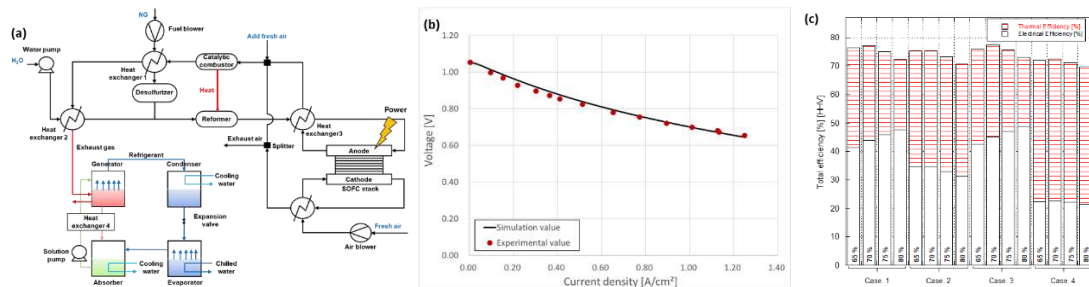 (a)
NG
Fuel blower
Water pump
H₂O
Heat
exchanger 1
Catalytic
combustor
Add fresh air
Desulfurizer
Heat
Reformer
Heat
exchanger 2
Heat
exchanger3
Power
Exhaust gas
Exhaust air
Splitter
Anode
Cathode
SOFC stock
Generator
Refrigerant
Condenser
Cooling
water
Heat
exchanger 4
Expansion
valve
Solution
pump
Cooling
water
Absorber
Chilled
water
Evaporator
Fresh air
Air blower
(b)
1.20
1.00
0.80
0.60
0.40
0.20
0.00
Voltage [V]
Simulation value
Experimental value
0.00 0.20 0.40 0.60 0.80 1.00 1.20 1.40
Current density [A/cm²]
(c)
Thermal Efficiency [%]
Electrical Efficiency [%]
80
70
60
50
40
30
20
10
0
Total efficiency [%] [HHV]
65 % 70 % 75 % 80 % 65 % 70 % 75 % 80 % 65 % 70 % 75 % 80 % 65 % 70 % 75 % 80 %
Case. 1 Case. 2 Case. 3 Case. 4